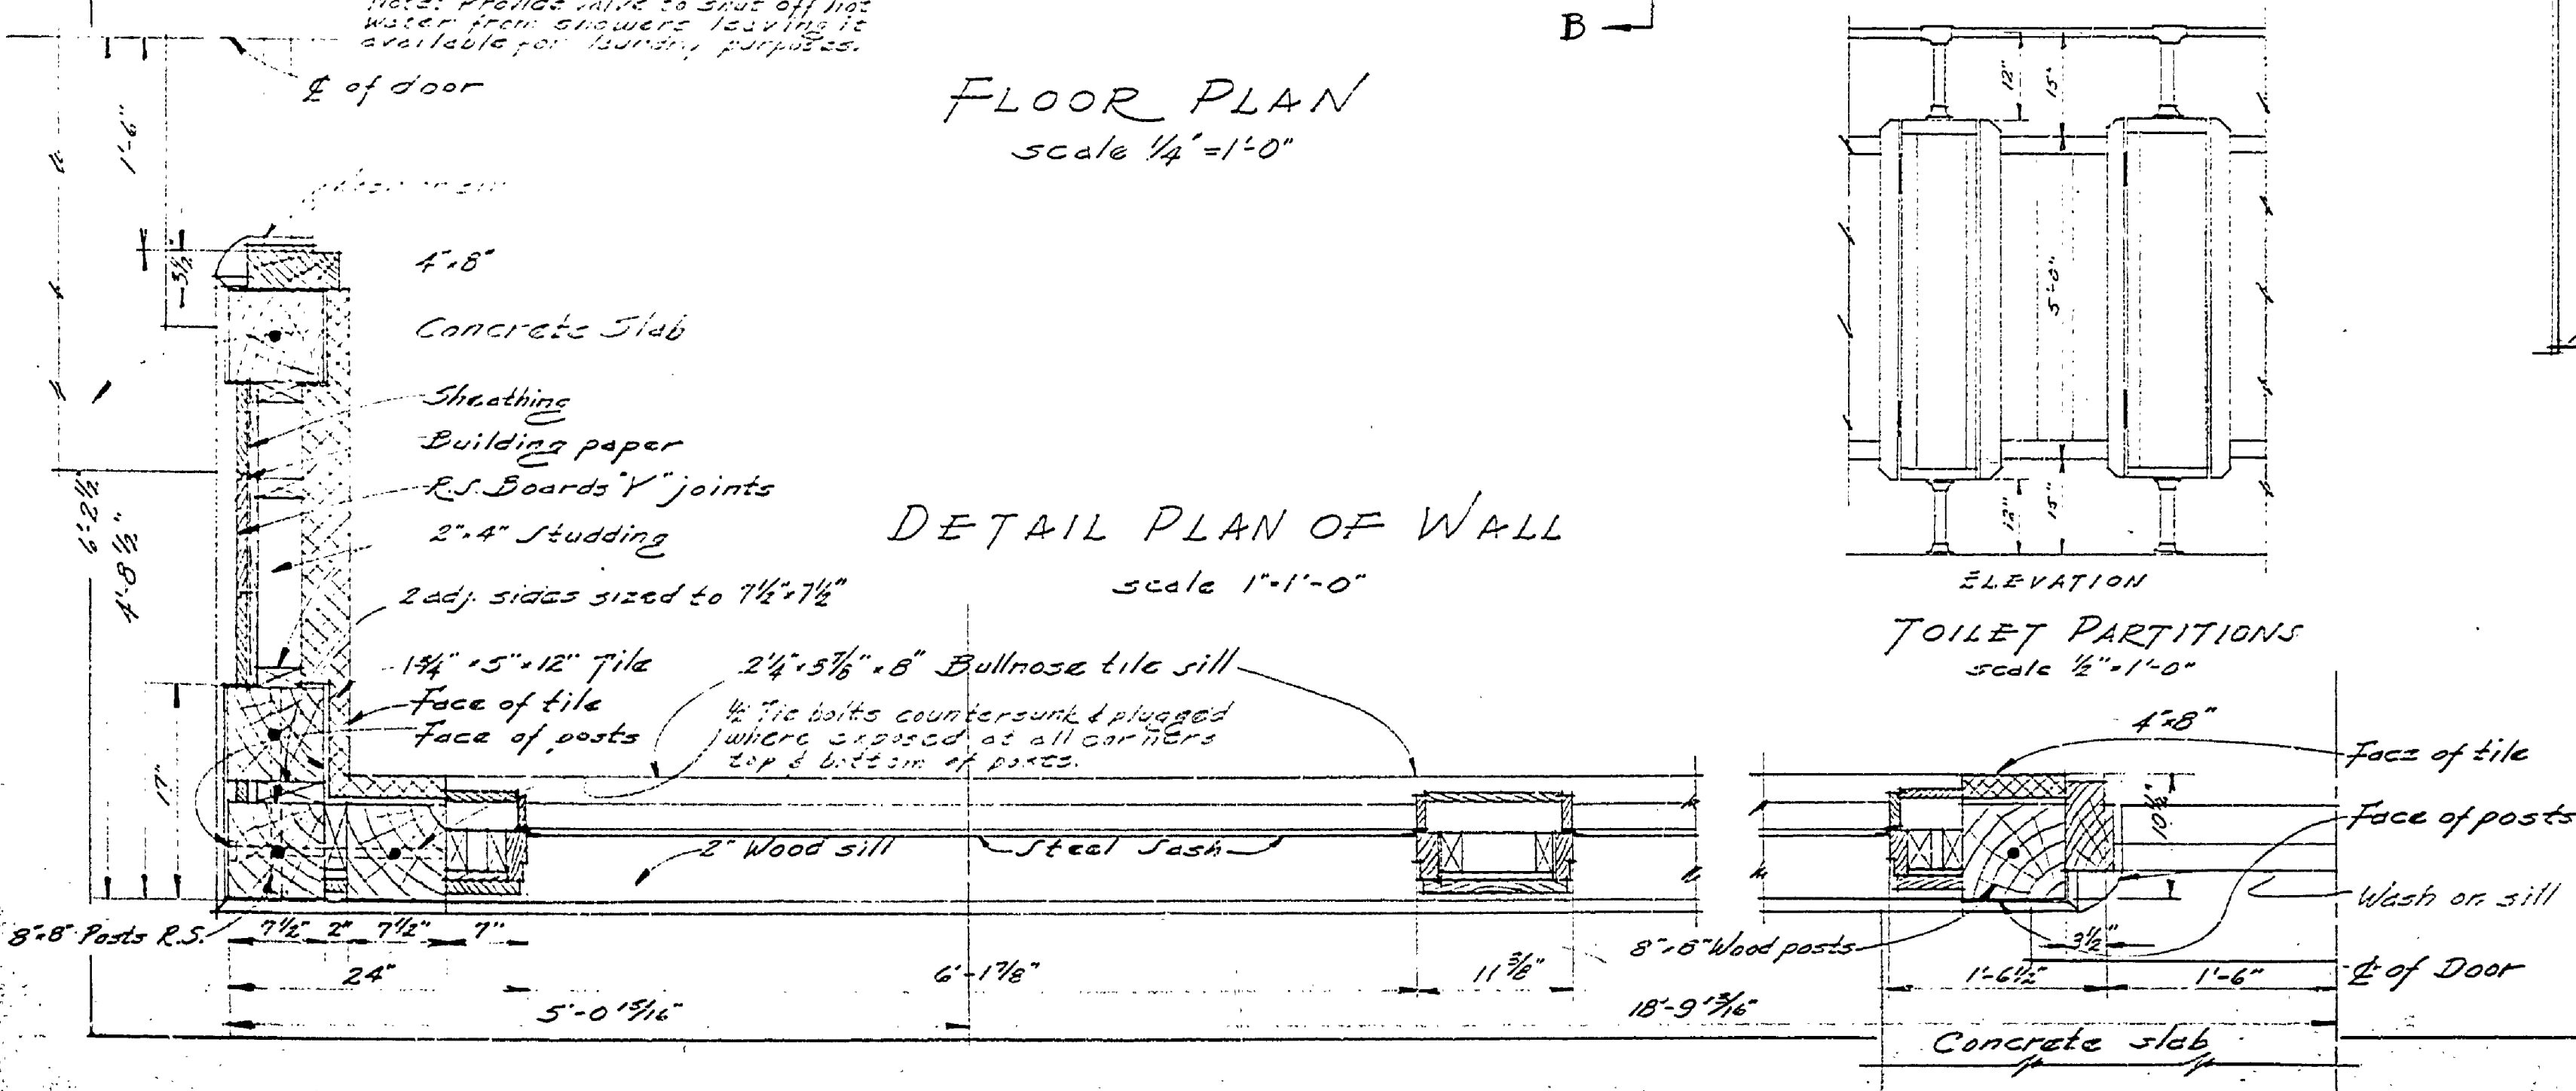 Note: Provide valve to shut off hot
water from showers leaving it
available for laundry purposes.
℄ of door
B
FLOOR PLAN
scale 1/4"=1'-0"
1'-6"
3 1/2"
4"x8"
Concrete Slab
Sheathing
Building paper
R.S. Boards "V" joints
2"x4" Studding
2 adj. sides sized to 7 1/2"x7 1/2"
1 3/4"x5"x12" Tile
Face of tile
Face of posts
6'-2 1/2"
4'-8 1/2"
17"
DETAIL PLAN OF WALL
scale 1"=1'-0"
2 1/4"x3 7/8"x8" Bullnose tile sill
1/2" Tie bolts countersunk & plugged
where exposed at all corners
top & bottom of posts.
2" Wood sill
Steel Sash
8"x8" Posts R.S.
7 1/2"
2"
7 1/2"
7"
24"
6'-1 7/8"
11 3/8"
5'-0 15/16"
18'-9 3/16"
12"
15"
5'-0"
12"
15"
ELEVATION
TOILET PARTITIONS
scale 1/2"=1'-0"
4"x8"
Face of tile
10 1/2"
Face of posts
Wash on sill
8"x8" Wood posts
3 1/2"
1'-6 1/2"
1'-6"
℄ of Door
Concrete slab